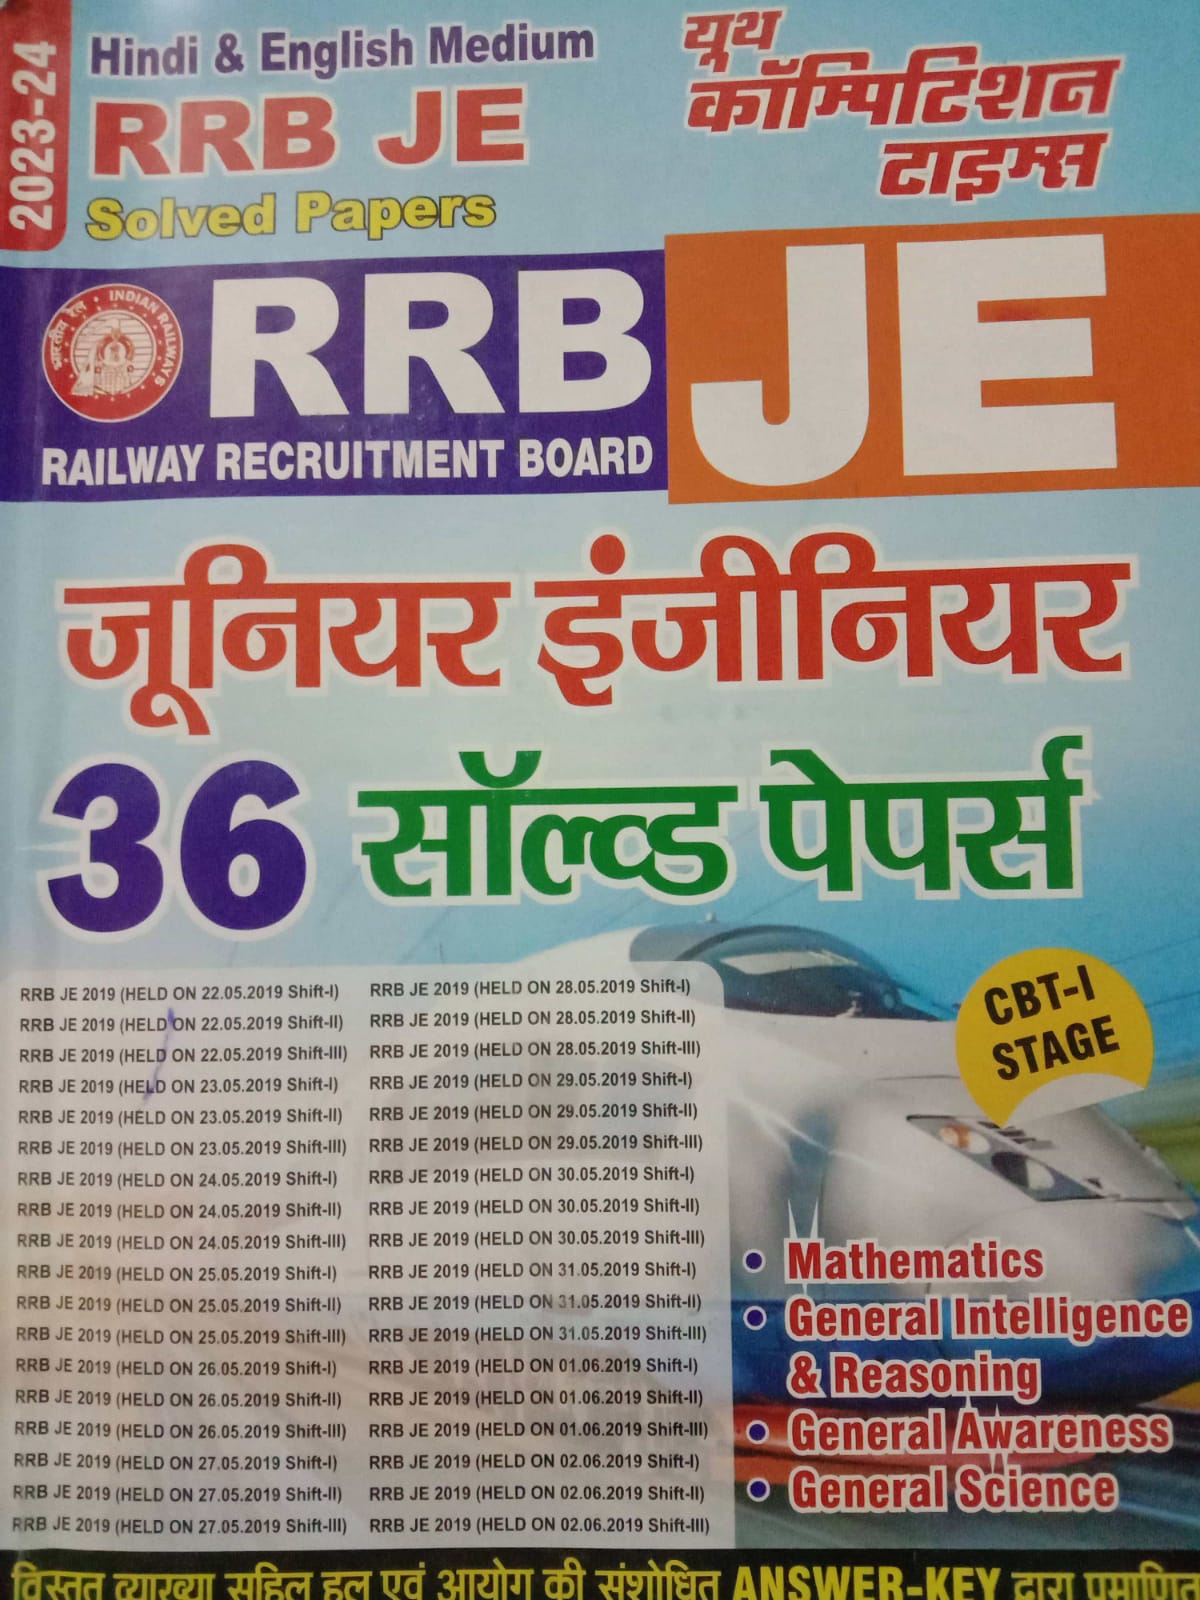 2023-24
Hindi & English Medium
RRB JE
Solved Papers
यूथ
कॉम्पिटिशन
टाइम्स
भारतीय रेल • INDIAN RAILWAYS
RRB JE
RAILWAY RECRUITMENT BOARD
जूनियर इंजीनियर
36 सॉल्व्ड पेपर्स
CBT-I
STAGE
RRB JE 2019 (HELD ON 22.05.2019 Shift-I)
RRB JE 2019 (HELD ON 22.05.2019 Shift-II)
RRB JE 2019 (HELD ON 22.05.2019 Shift-III)
RRB JE 2019 (HELD ON 23.05.2019 Shift-I)
RRB JE 2019 (HELD ON 23.05.2019 Shift-II)
RRB JE 2019 (HELD ON 23.05.2019 Shift-III)
RRB JE 2019 (HELD ON 24.05.2019 Shift-I)
RRB JE 2019 (HELD ON 24.05.2019 Shift-II)
RRB JE 2019 (HELD ON 24.05.2019 Shift-III)
RRB JE 2019 (HELD ON 25.05.2019 Shift-I)
RRB JE 2019 (HELD ON 25.05.2019 Shift-II)
RRB JE 2019 (HELD ON 25.05.2019 Shift-III)
RRB JE 2019 (HELD ON 26.05.2019 Shift-I)
RRB JE 2019 (HELD ON 26.05.2019 Shift-II)
RRB JE 2019 (HELD ON 26.05.2019 Shift-III)
RRB JE 2019 (HELD ON 27.05.2019 Shift-I)
RRB JE 2019 (HELD ON 27.05.2019 Shift-II)
RRB JE 2019 (HELD ON 27.05.2019 Shift-III)
RRB JE 2019 (HELD ON 28.05.2019 Shift-I)
RRB JE 2019 (HELD ON 28.05.2019 Shift-II)
RRB JE 2019 (HELD ON 28.05.2019 Shift-III)
RRB JE 2019 (HELD ON 29.05.2019 Shift-I)
RRB JE 2019 (HELD ON 29.05.2019 Shift-II)
RRB JE 2019 (HELD ON 29.05.2019 Shift-III)
RRB JE 2019 (HELD ON 30.05.2019 Shift-I)
RRB JE 2019 (HELD ON 30.05.2019 Shift-II)
RRB JE 2019 (HELD ON 30.05.2019 Shift-III)
RRB JE 2019 (HELD ON 31.05.2019 Shift-I)
RRB JE 2019 (HELD ON 31.05.2019 Shift-II)
RRB JE 2019 (HELD ON 31.05.2019 Shift-III)
RRB JE 2019 (HELD ON 01.06.2019 Shift-I)
RRB JE 2019 (HELD ON 01.06.2019 Shift-II)
RRB JE 2019 (HELD ON 01.06.2019 Shift-III)
RRB JE 2019 (HELD ON 02.06.2019 Shift-I)
RRB JE 2019 (HELD ON 02.06.2019 Shift-II)
RRB JE 2019 (HELD ON 02.06.2019 Shift-III)
• Mathematics
• General Intelligence
& Reasoning
• General Awareness
• General Science
विस्तृत व्याख्या सहित हल एवं आयोग की संशोधित ANSWER-KEY द्वारा प्रमाणित